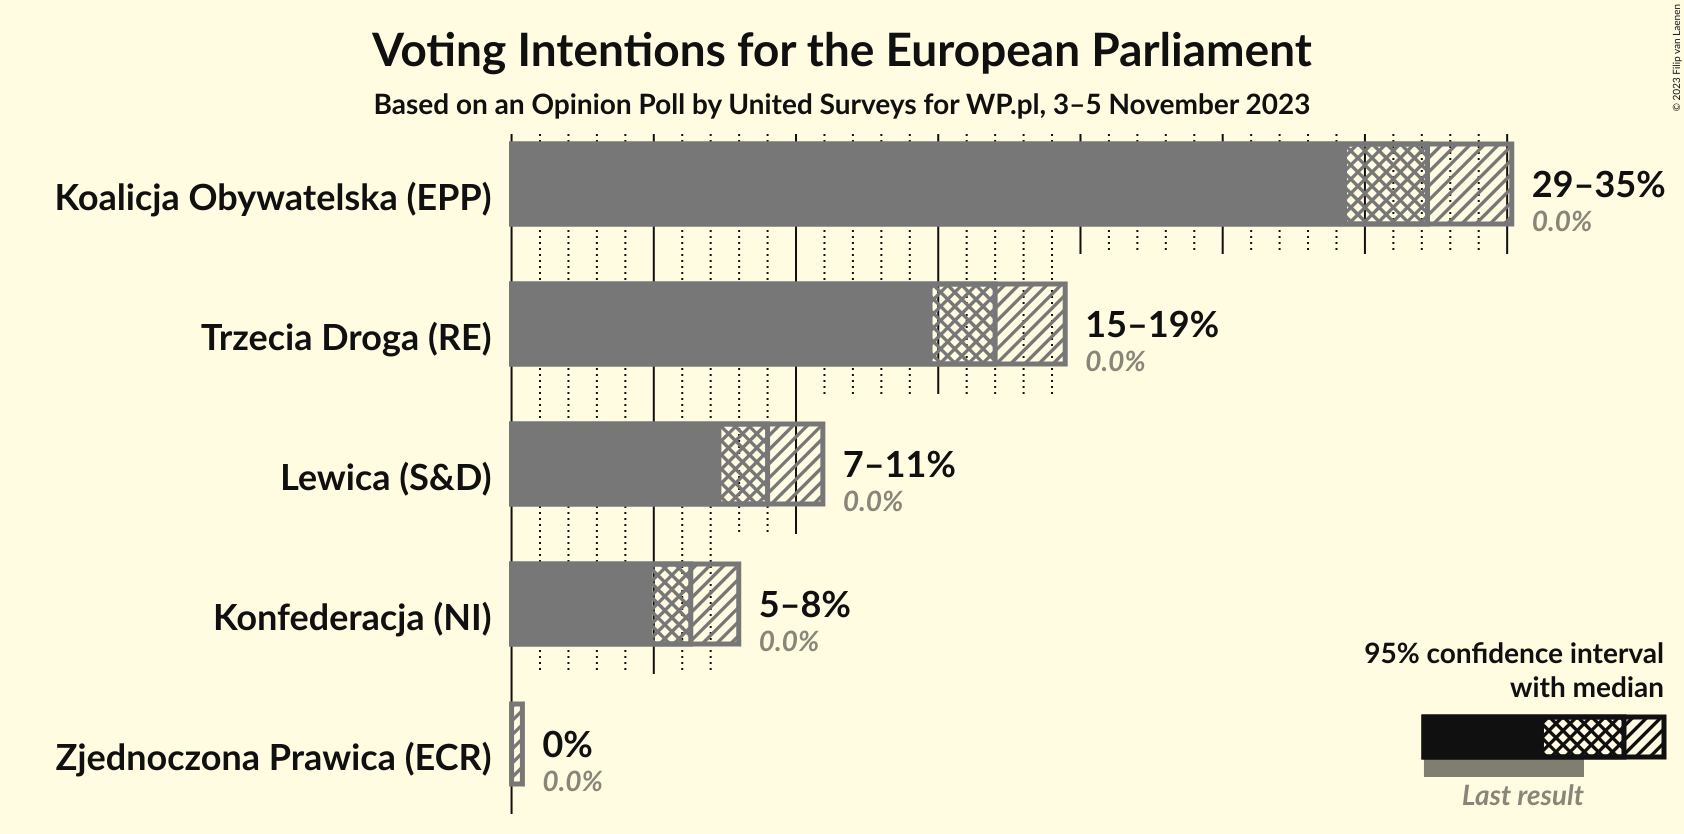 Voting Intentions for the European Parliament
Based on an Opinion Poll by United Surveys for WP.pl, 3–5 November 2023
© 2023 Filip van Laenen
Koalicja Obywatelska (EPP)
29–35%
0.0%
Trzecia Droga (RE)
15–19%
0.0%
Lewica (S&D)
7–11%
0.0%
Konfederacja (NI)
5–8%
0.0%
Zjednoczona Prawica (ECR)
0%
0.0%
95% confidence interval
with median
Last result